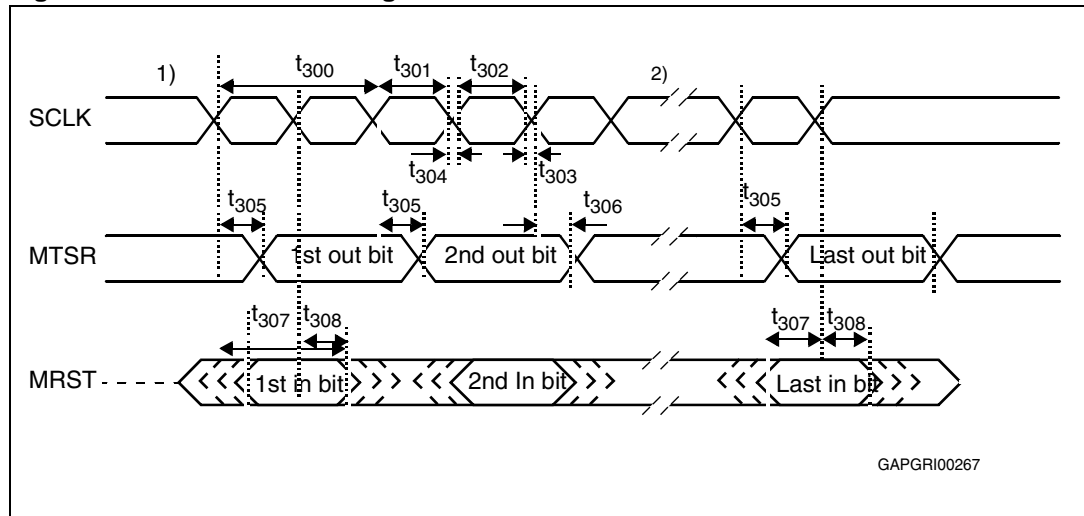 1)
t300
t301
t302
2)
SCLK
t304
t303
t305
t305
t306
t305
MTSR
1st out bit
2nd out bit
Last out bit
t307
t308
t307
t308
MRST
1st in bit
2nd In bit
Last in bit
GAPGRI00267